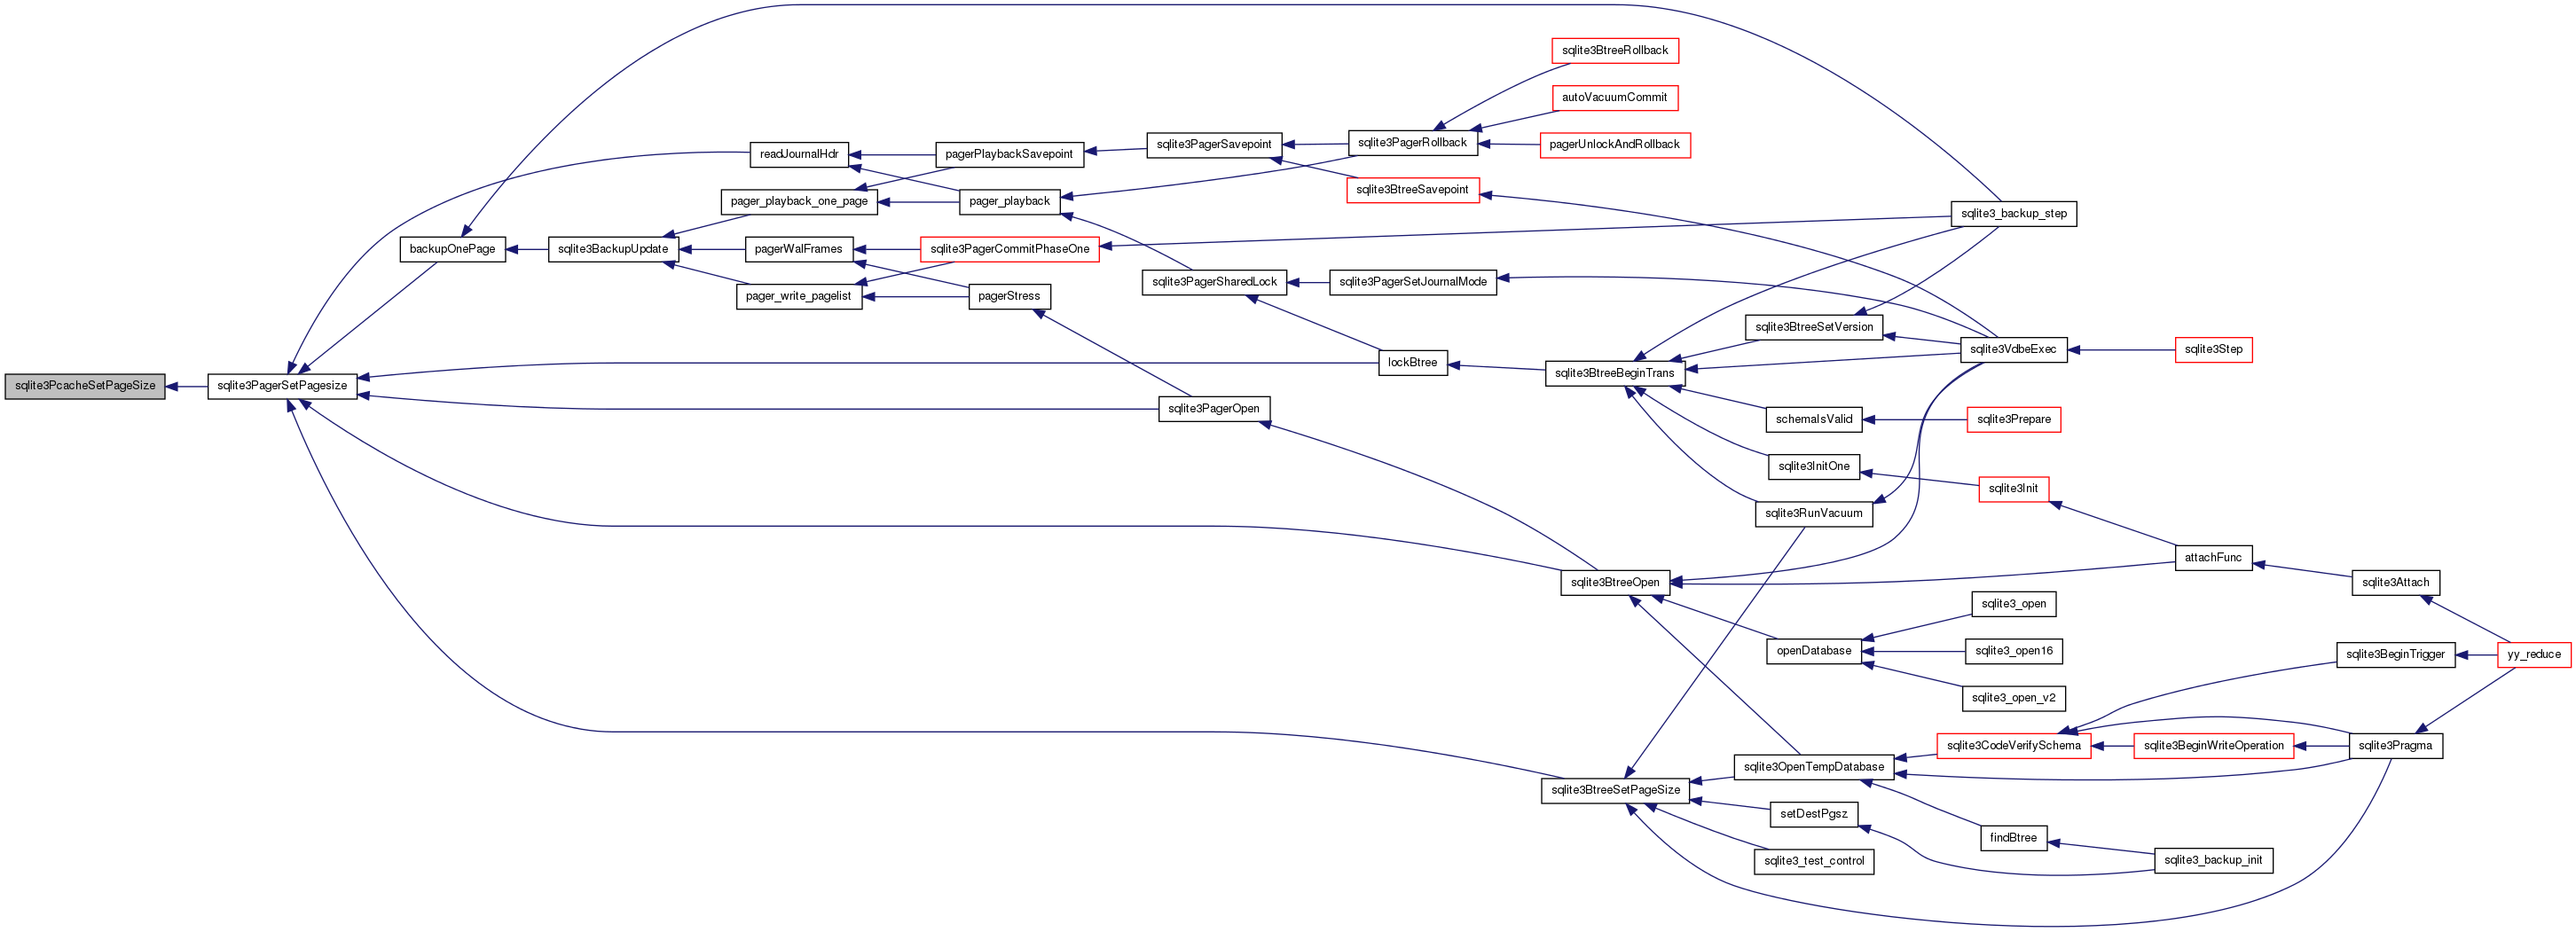 sqlite3PcacheSetPageSize
sqlite3PagerSetPagesize
backupOnePage
sqlite3BackupUpdate
readJournalHdr
pager_playback_one_page
pagerWalFrames
pager_write_pagelist
pagerPlaybackSavepoint
pager_playback
sqlite3PagerCommitPhaseOne
pagerStress
sqlite3PagerSavepoint
sqlite3PagerSharedLock
sqlite3PagerOpen
sqlite3PagerRollback
sqlite3BtreeSavepoint
sqlite3PagerSetJournalMode
lockBtree
sqlite3BtreeRollback
autoVacuumCommit
pagerUnlockAndRollback
sqlite3BtreeBeginTrans
sqlite3BtreeOpen
sqlite3BtreeSetPageSize
sqlite3BtreeSetVersion
schemaIsValid
sqlite3InitOne
sqlite3RunVacuum
openDatabase
sqlite3OpenTempDatabase
setDestPgsz
sqlite3_test_control
sqlite3_backup_step
sqlite3VdbeExec
sqlite3Prepare
sqlite3Init
sqlite3_open
sqlite3_open16
sqlite3_open_v2
sqlite3CodeVerifySchema
findBtree
sqlite3Step
attachFunc
sqlite3BeginWriteOperation
sqlite3_backup_init
sqlite3Attach
sqlite3BeginTrigger
sqlite3Pragma
yy_reduce